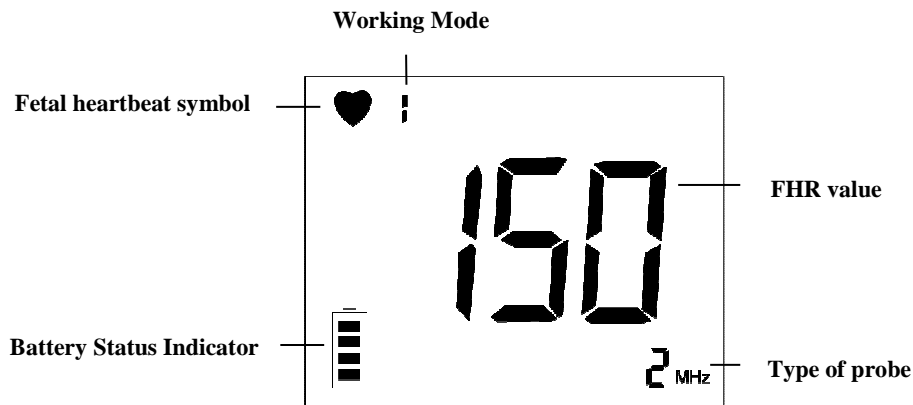 Working Mode
Fetal heartbeat symbol
1
150
FHR value
Battery Status Indicator
2 MHz
Type of probe